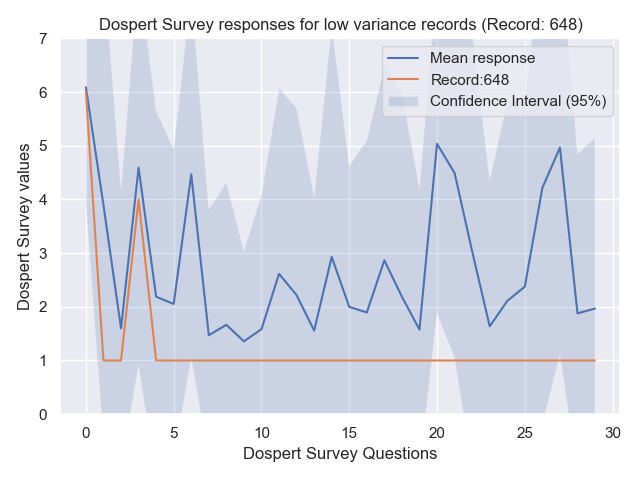 Dospert Survey responses for low variance records (Record: 648)
7
6
5
4
3
2
1
0
Dospert Survey values
Mean response
Record:648
Confidence Interval (95%)
0 5 10 15 20 25 30
Dospert Survey Questions